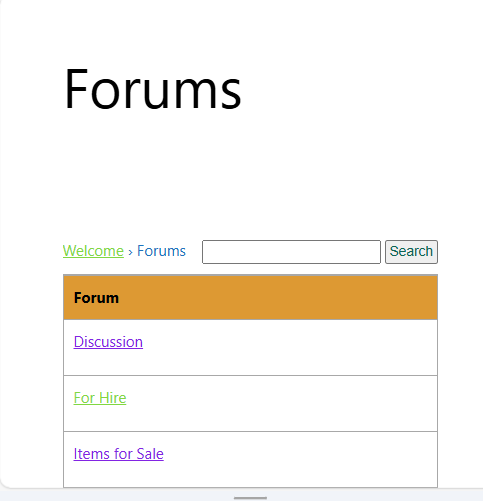 Forums
Welcome › Forums Search
Forum
Discussion
For Hire
Items for Sale